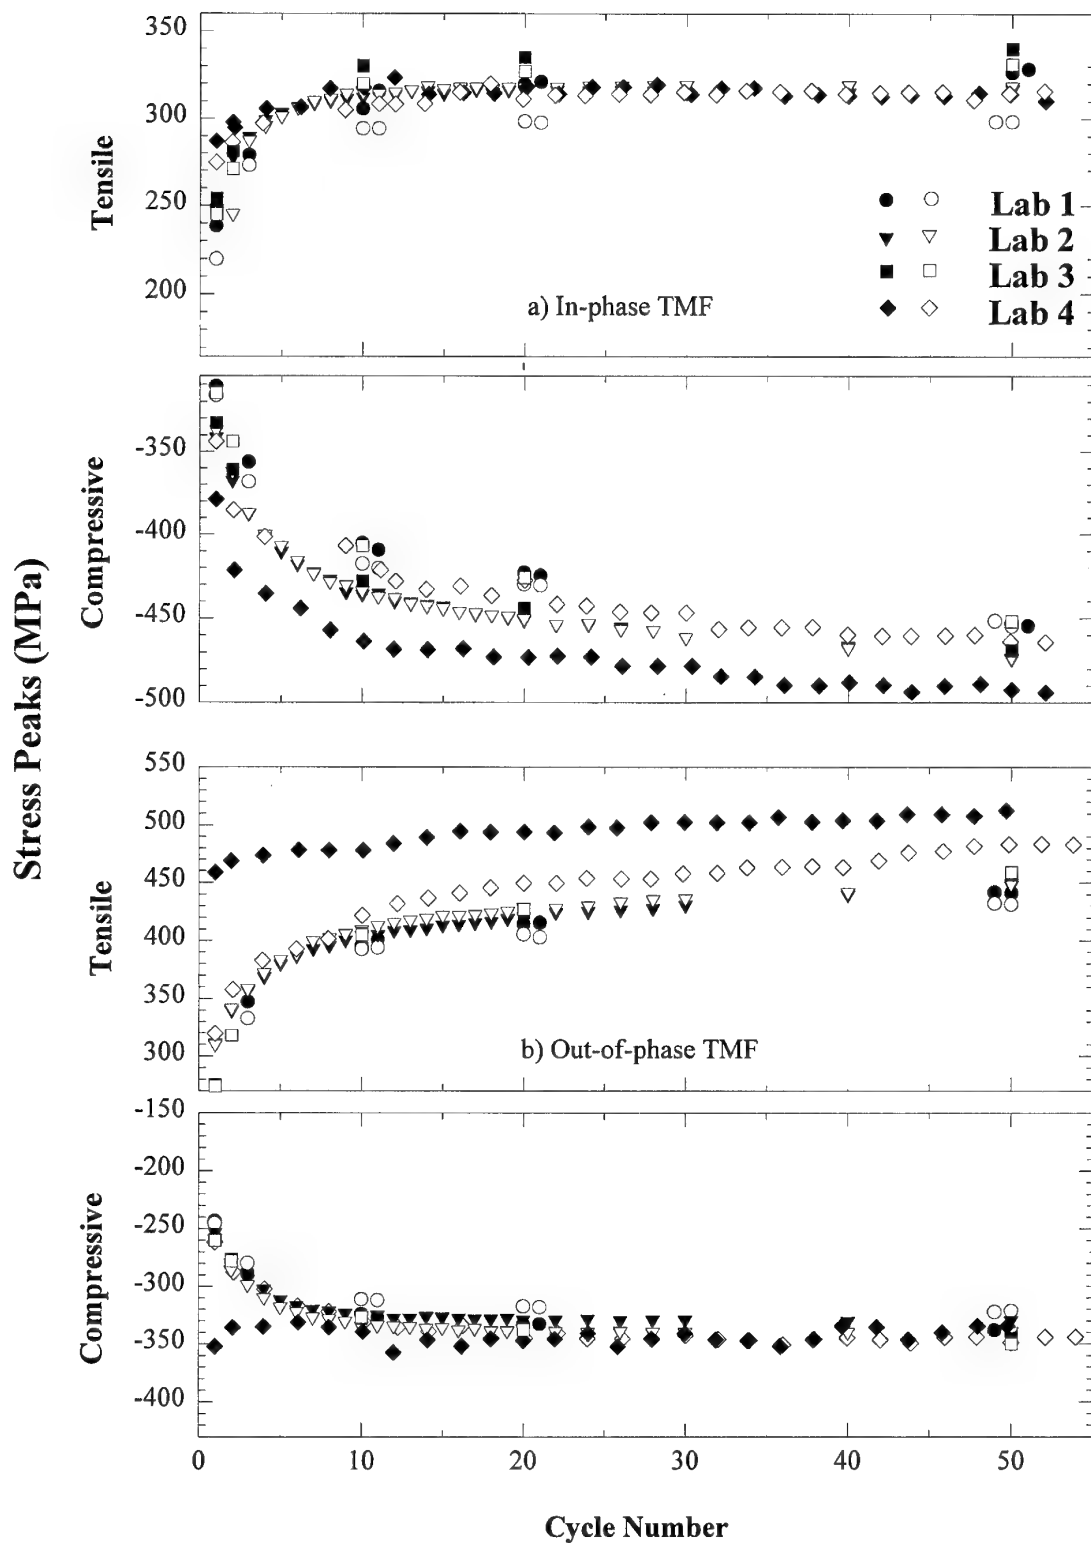 350
300
250
200
Tensile
Lab 1
Lab 2
Lab 3
Lab 4
a) In-phase TMF
-350
-400
-450
-500
Compressive
Stress Peaks (MPa)
550
500
450
400
350
300
Tensile
b) Out-of-phase TMF
-150
-200
-250
-300
-350
-400
Compressive
0
10
20
30
40
50
Cycle Number